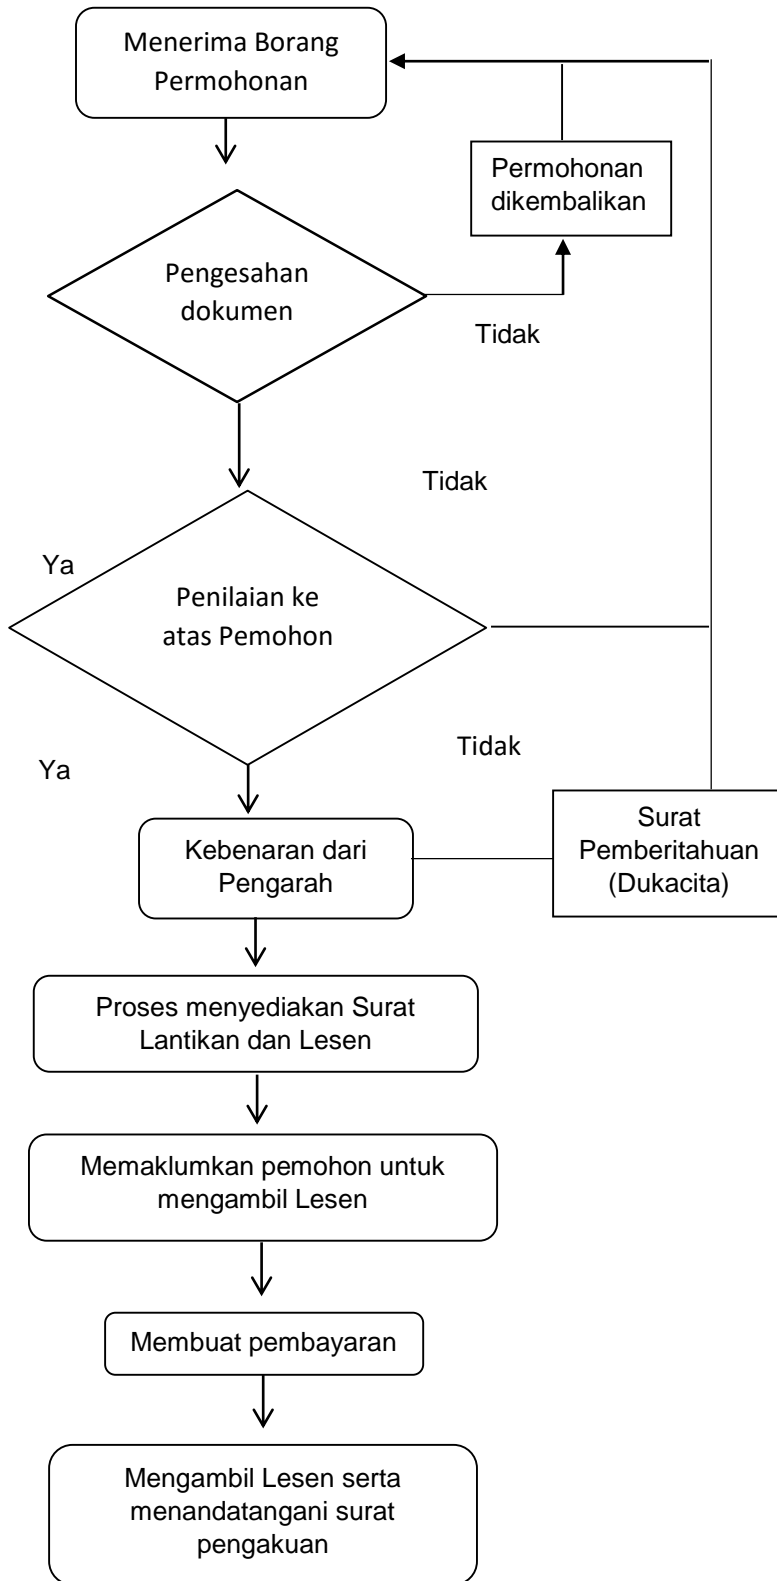 Menerima Borang
Permohonan
Permohonan
dikembalikan
Pengesahan
dokumen
Tidak
Tidak
Ya
Penilaian ke
atas Pemohon
Tidak
Ya
Surat
Pemberitahuan
(Dukacita)
Kebenaran dari
Pengarah
Proses menyediakan Surat
Lantikan dan Lesen
Memaklumkan pemohon untuk
mengambil Lesen
Membuat pembayaran
Mengambil Lesen serta
menandatangani surat
pengakuan